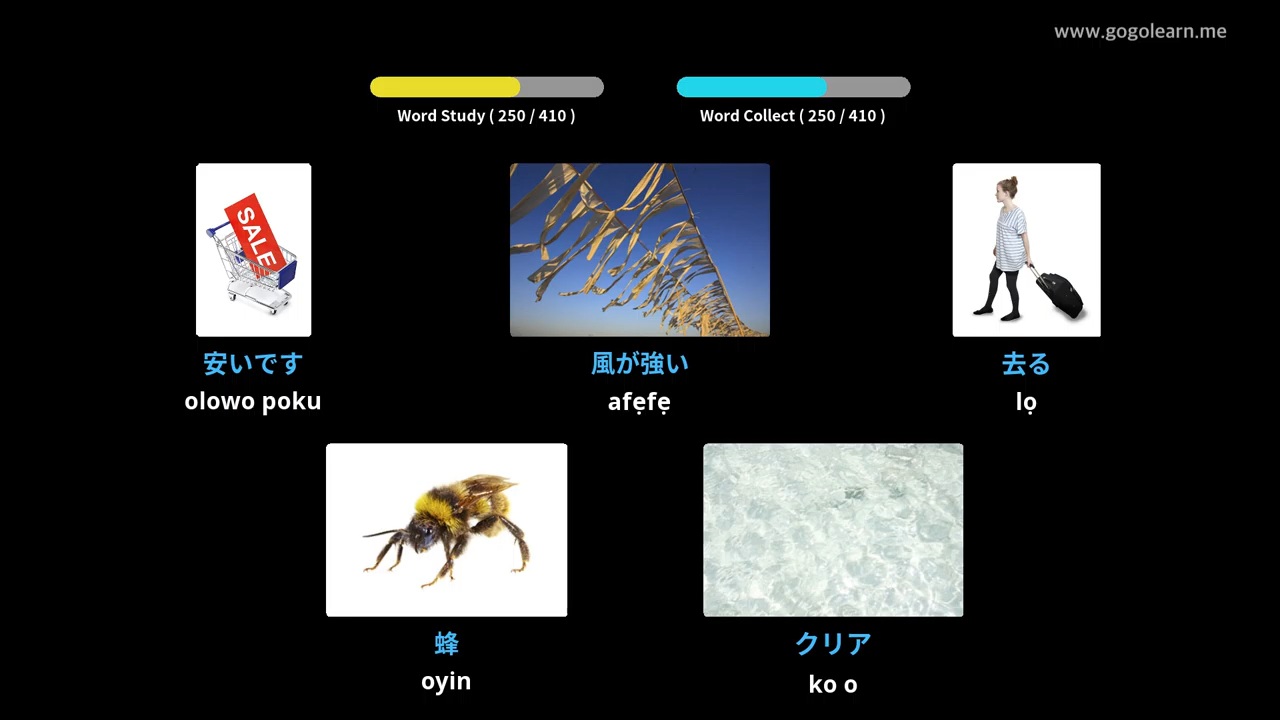 www.gogolearn.me
Word Study ( 250 / 410 )
Word Collect ( 250 / 410 )
SALE
安いです
olowo poku
風が強い
afẹfẹ
去る
lọ
蜂
oyin
クリア
ko o